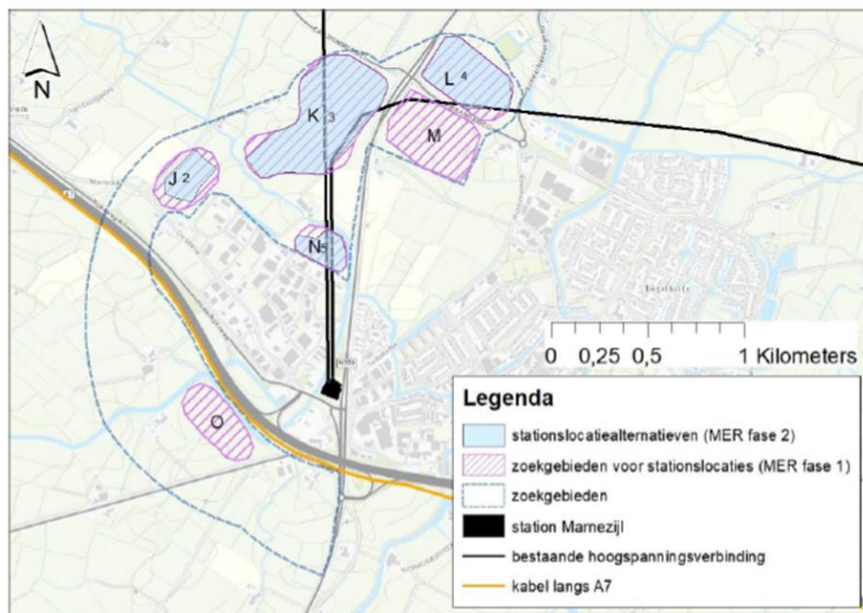 N
L 4
K 3
M
J 2
N 5
O
0 0,25 0,5 1 Kilometers
Legenda
stationslocatiealternatieven (MER fase 2)
zoekgebieden voor stationslocaties (MER fase 1)
zoekgebieden
station Marnezijl
bestaande hoogspanningsverbinding
kabel langs A7